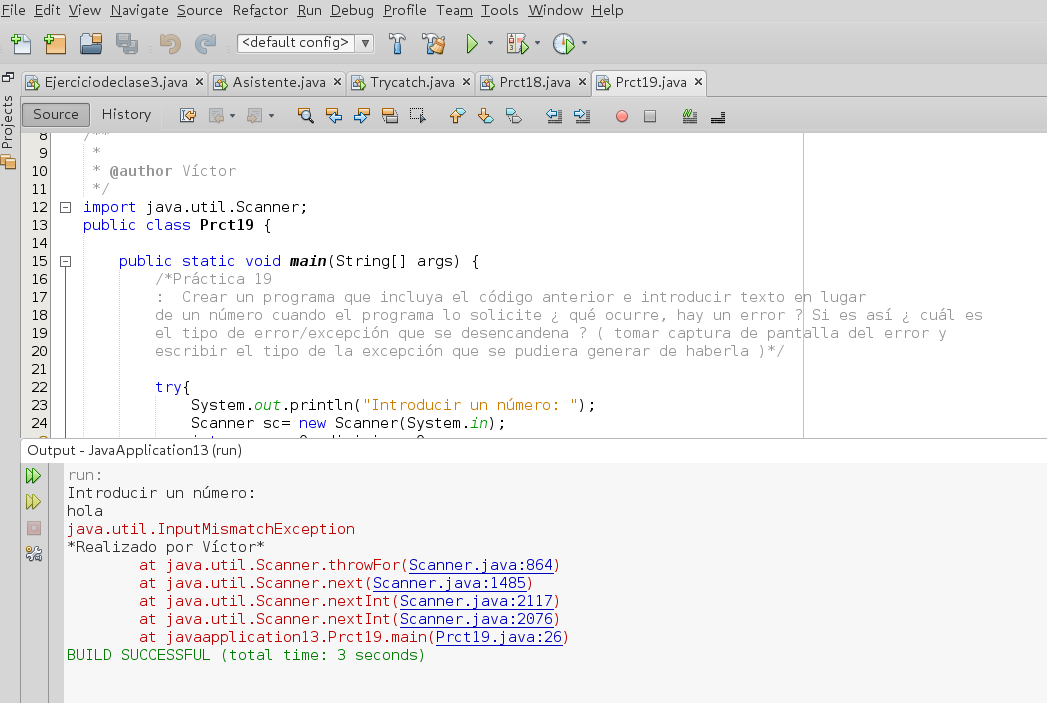 File Edit View Navigate Source Refactor Run Debug Profile Team Tools Window Help
<default config>
Ejerciciodeclase3.java Asistente.java Trycatch.java Prct18.java Prct19.java
Projects
Source History
8 /**
9 *
10 * @author Víctor
11 */
12 import java.util.Scanner;
13 public class Prct19 {
14
15 public static void main(String[] args) {
16 /*Práctica 19
17 : Crear un programa que incluya el código anterior e introducir texto en lugar
18 de un número cuando el programa lo solicite ¿ qué ocurre, hay un error ? Si es así ¿ cuál es
19 el tipo de error/excepción que se desencandena ? ( tomar captura de pantalla del error y
20 escribir el tipo de la excepción que se pudiera generar de haberla )*/
21
22 try{
23 System.out.println("Introducir un número: ");
24 Scanner sc= new Scanner(System.in);
Output - JavaApplication13 (run)
run:
Introducir un número:
hola
java.util.InputMismatchException
*Realizado por Víctor*
at java.util.Scanner.throwFor(Scanner.java:864)
at java.util.Scanner.next(Scanner.java:1485)
at java.util.Scanner.nextInt(Scanner.java:2117)
at java.util.Scanner.nextInt(Scanner.java:2076)
at javaapplication13.Prct19.main(Prct19.java:26)
BUILD SUCCESSFUL (total time: 3 seconds)